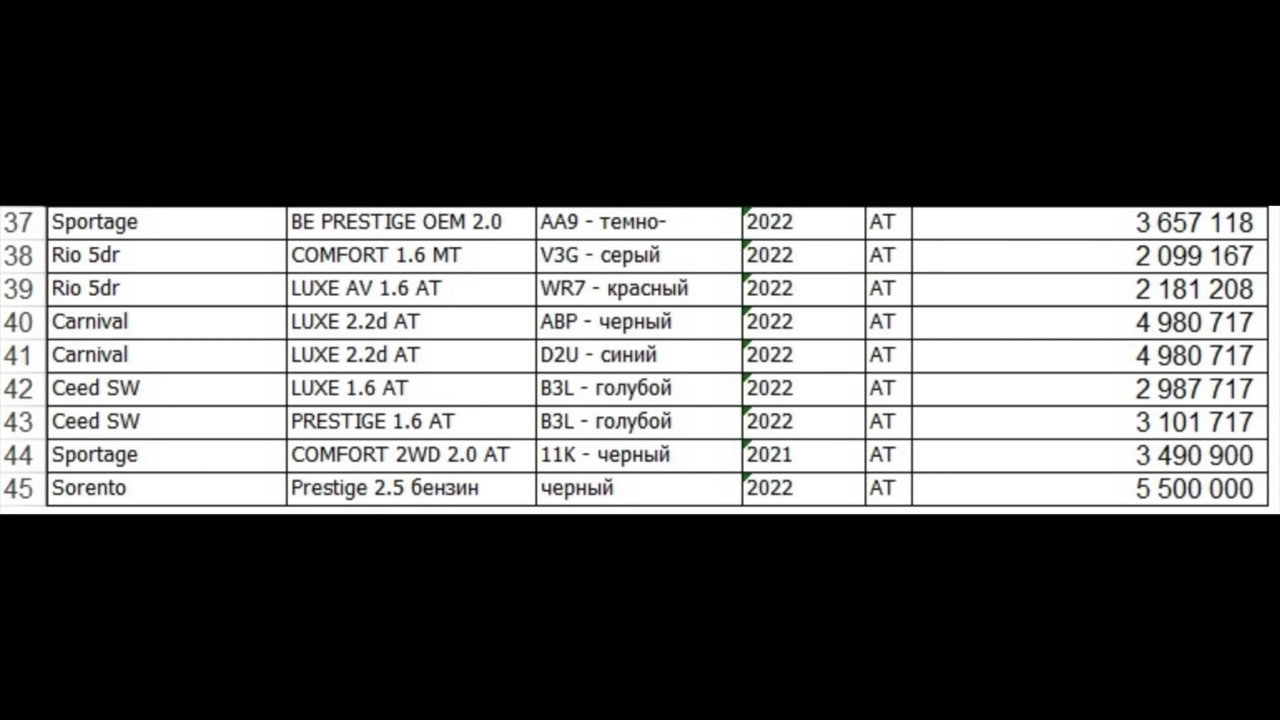 37 Sportage BE PRESTIGE OEM 2.0 AA9 - темно- 2022 AT 3 657 118
38 Rio 5dr COMFORT 1.6 MT V3G - серый 2022 AT 2 099 167
39 Rio 5dr LUXE AV 1.6 AT WR7 - красный 2022 AT 2 181 208
40 Carnival LUXE 2.2d AT ABP - черный 2022 AT 4 980 717
41 Carnival LUXE 2.2d AT D2U - синий 2022 AT 4 980 717
42 Ceed SW LUXE 1.6 AT B3L - голубой 2022 AT 2 987 717
43 Ceed SW PRESTIGE 1.6 AT B3L - голубой 2022 AT 3 101 717
44 Sportage COMFORT 2WD 2.0 AT 11K - черный 2021 AT 3 490 900
45 Sorento Prestige 2.5 бензин черный 2022 AT 5 500 000